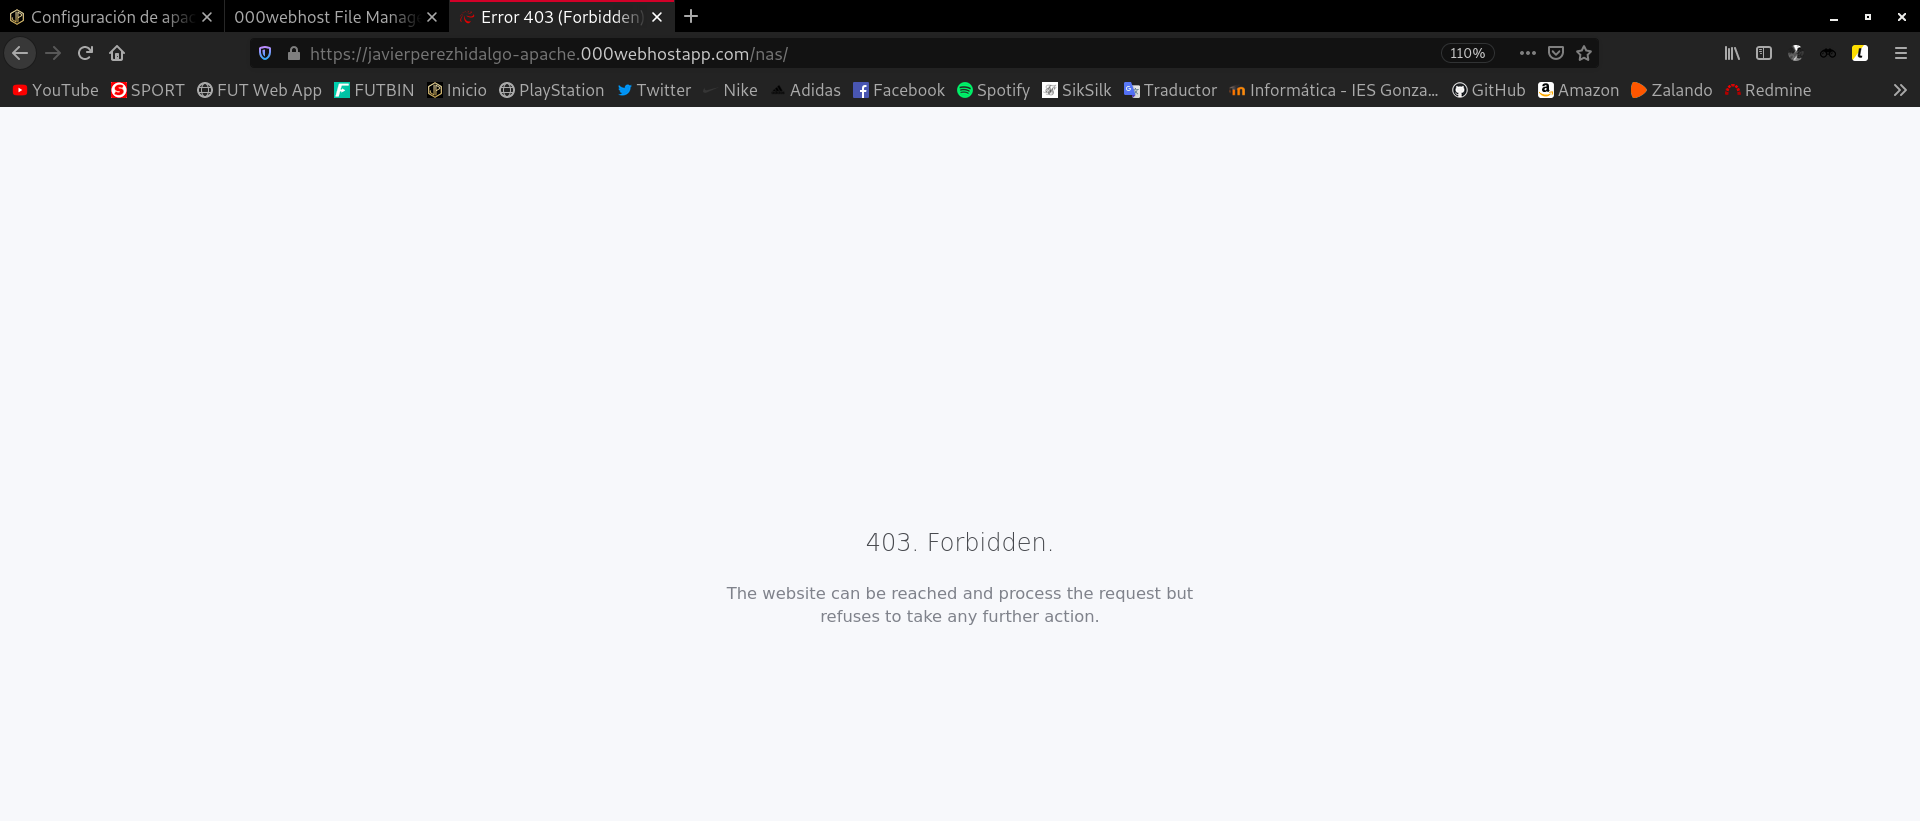 Configuración de apac
000webhost File Manag
Error 403 (Forbidden)
https://javierperezhidalgo-apache.000webhostapp.com/nas/
110%
YouTube SPORT FUT Web App FUTBIN Inicio PlayStation Twitter Nike Adidas Facebook Spotify SikSilk Traductor Informática - IES Gonza... GitHub Amazon Zalando Redmine
403. Forbidden.
The website can be reached and process the request but
refuses to take any further action.